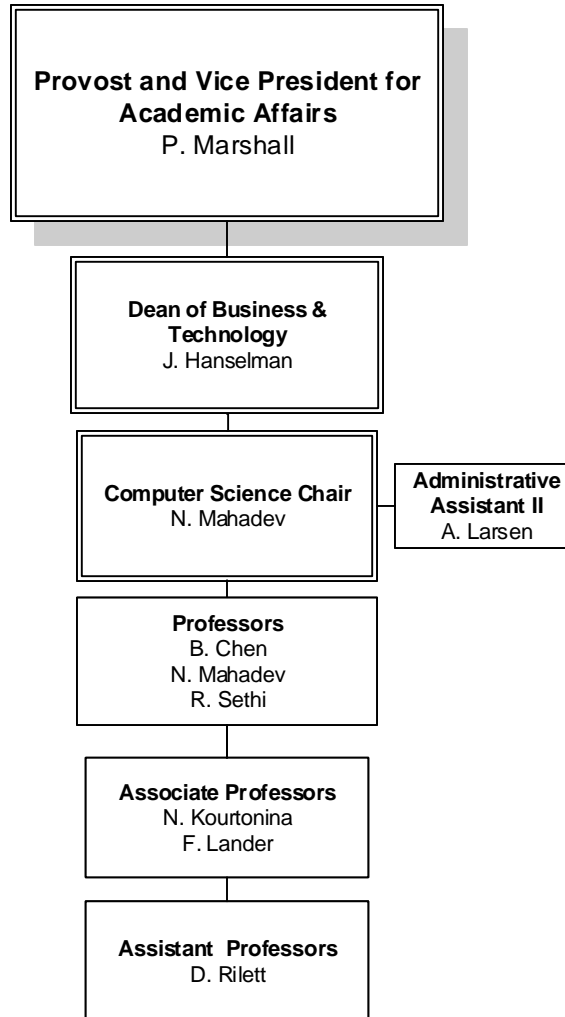 Provost and Vice President for
Academic Affairs
P. Marshall
Dean of Business &
Technology
J. Hanselman
Computer Science Chair
N. Mahadev
Administrative
Assistant II
A. Larsen
Professors
B. Chen
N. Mahadev
R. Sethi
Associate Professors
N. Kourtonina
F. Lander
Assistant Professors
D. Rilett